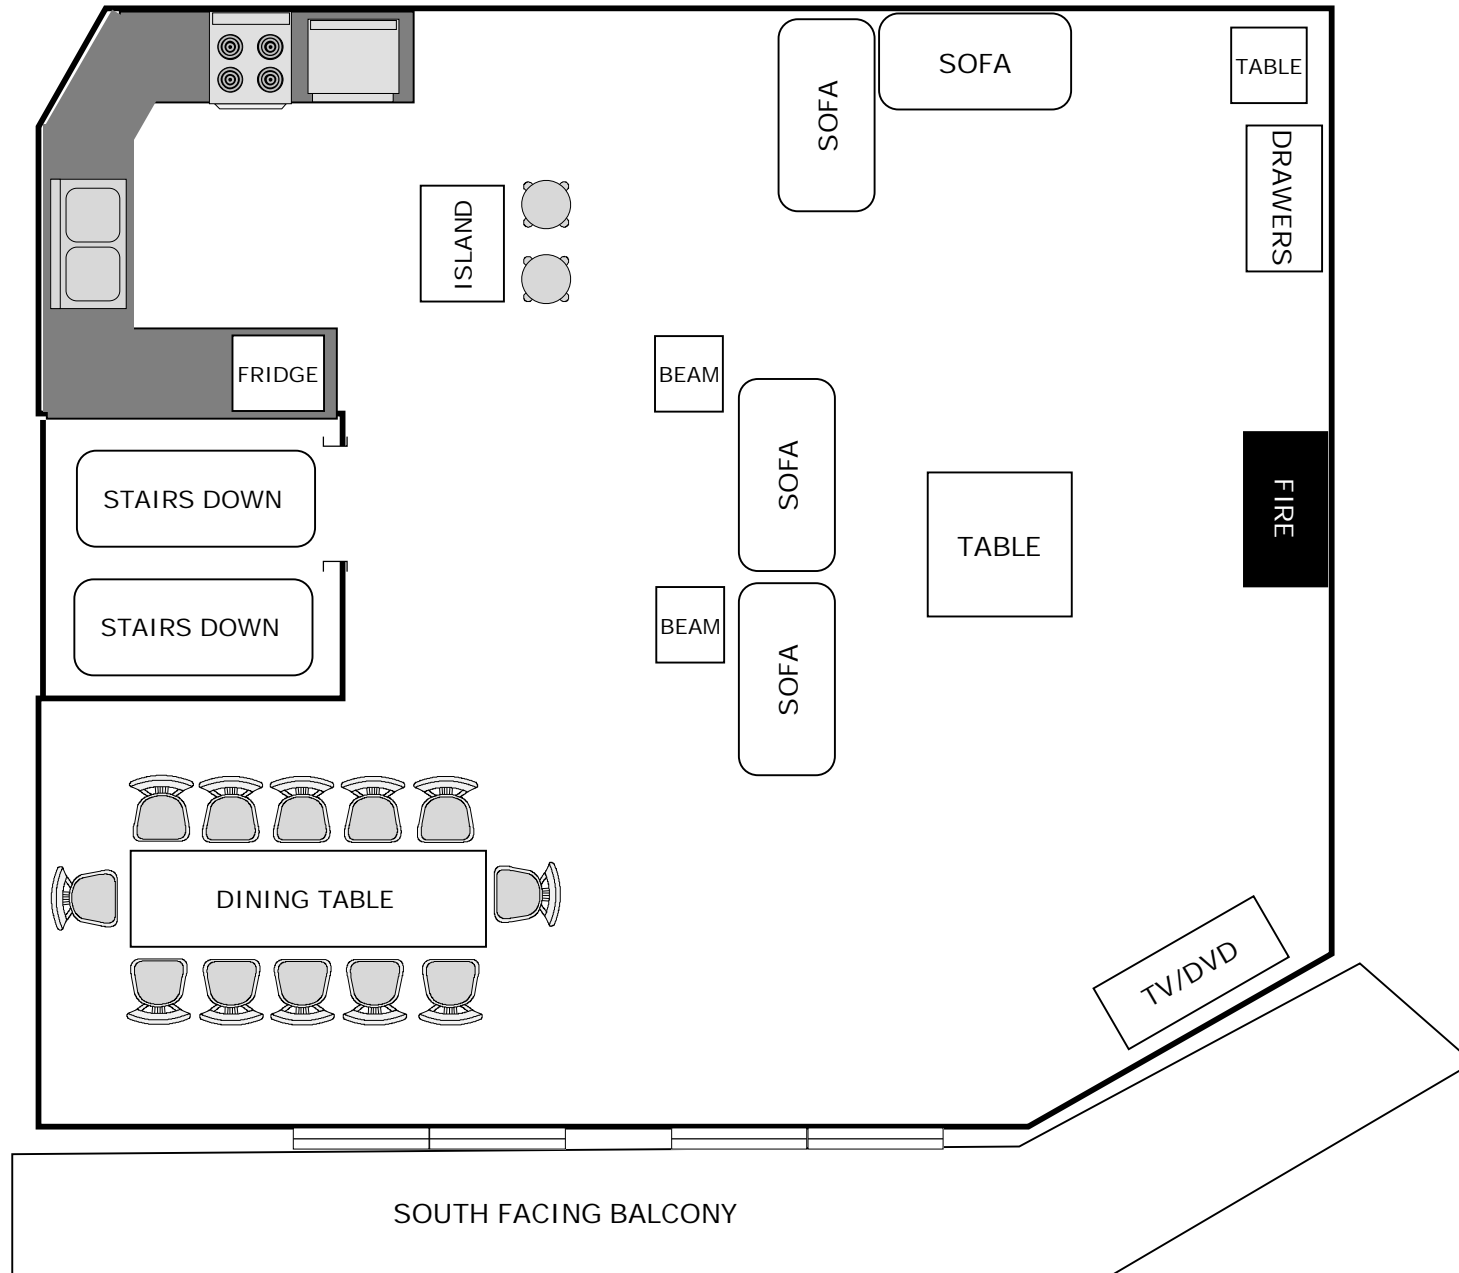 SOFA
SOFA
TABLE
DRAWERS
ISLAND
FRIDGE
BEAM
SOFA
STAIRS DOWN
FIRE
TABLE
STAIRS DOWN
BEAM
SOFA
DINING TABLE
TV/DVD
SOUTH FACING BALCONY